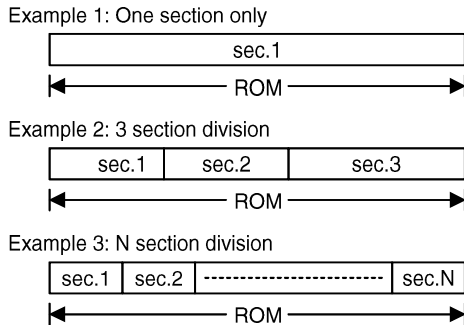 Example 1: One section only
sec.1
ROM
Example 2: 3 section division
sec.1 sec.2 sec.3
ROM
Example 3: N section division
sec.1 sec.2 sec.N
ROM